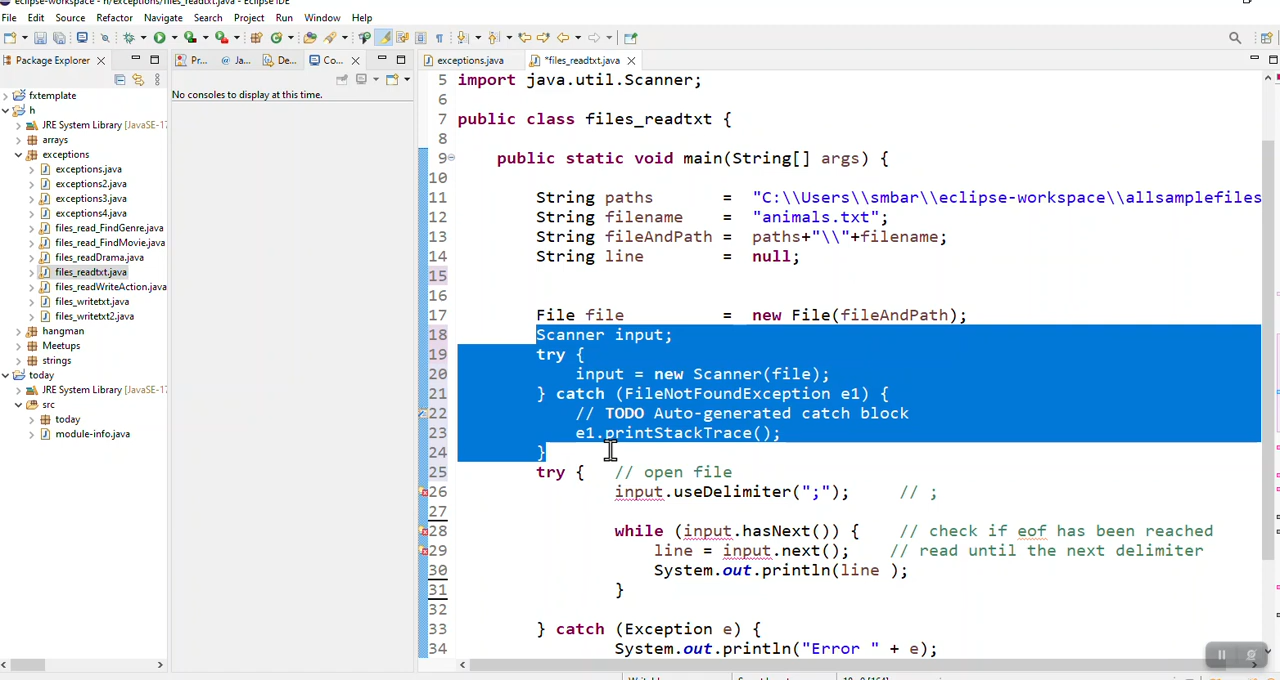 eclipse-workspace - h/exceptions/files_readtxt.java - Eclipse IDE
File Edit Source Refactor Navigate Search Project Run Window Help
Package Explorer
Pr... Ja... De... Co...
exceptions.java *files_readtxt.java
No consoles to display at this time.
fxtemplate
h
JRE System Library [JavaSE-17
arrays
exceptions
exceptions.java
exceptions2.java
exceptions3.java
exceptions4.java
files_read_FindGenre.java
files_read_FindMovie.java
files_readDrama.java
files_readtxt.java
files_readWriteAction.java
files_writetxt.java
files_writetxt2.java
hangman
Meetups
strings
today
JRE System Library [JavaSE-17
src
today
module-info.java
5 import java.util.Scanner;
6
7 public class files_readtxt {
8
9 public static void main(String[] args) {
10
11 String paths = "C:\\Users\\smbar\\eclipse-workspace\\allsamplefiles
12 String filename = "animals.txt";
13 String fileAndPath = paths+"\\"+filename;
14 String line = null;
15
16
17 File file = new File(fileAndPath);
18 Scanner input;
19 try {
20 input = new Scanner(file);
21 } catch (FileNotFoundException e1) {
22 // TODO Auto-generated catch block
23 e1.printStackTrace();
24 }
25 try { // open file
26 input.useDelimiter(";"); // ;
27
28 while (input.hasNext()) { // check if eof has been reached
29 line = input.next(); // read until the next delimiter
30 System.out.println(line );
31 }
32
33 } catch (Exception e) {
34 System.out.println("Error " + e);